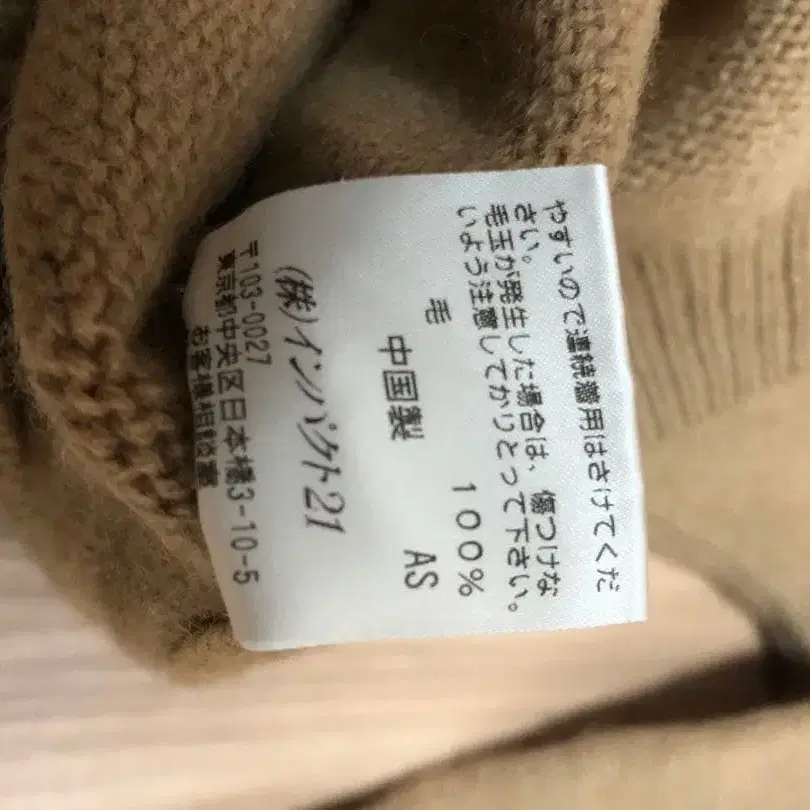 やすいので連続着用はさけてくだ
さい。
毛玉が発生した場合は、傷つけな
いよう注意してかりとって下さい。
毛 100%
中国製 AS
(株)インパクト21
〒103-0027
東京都中央区日本橋3-10-5
お客様相談室